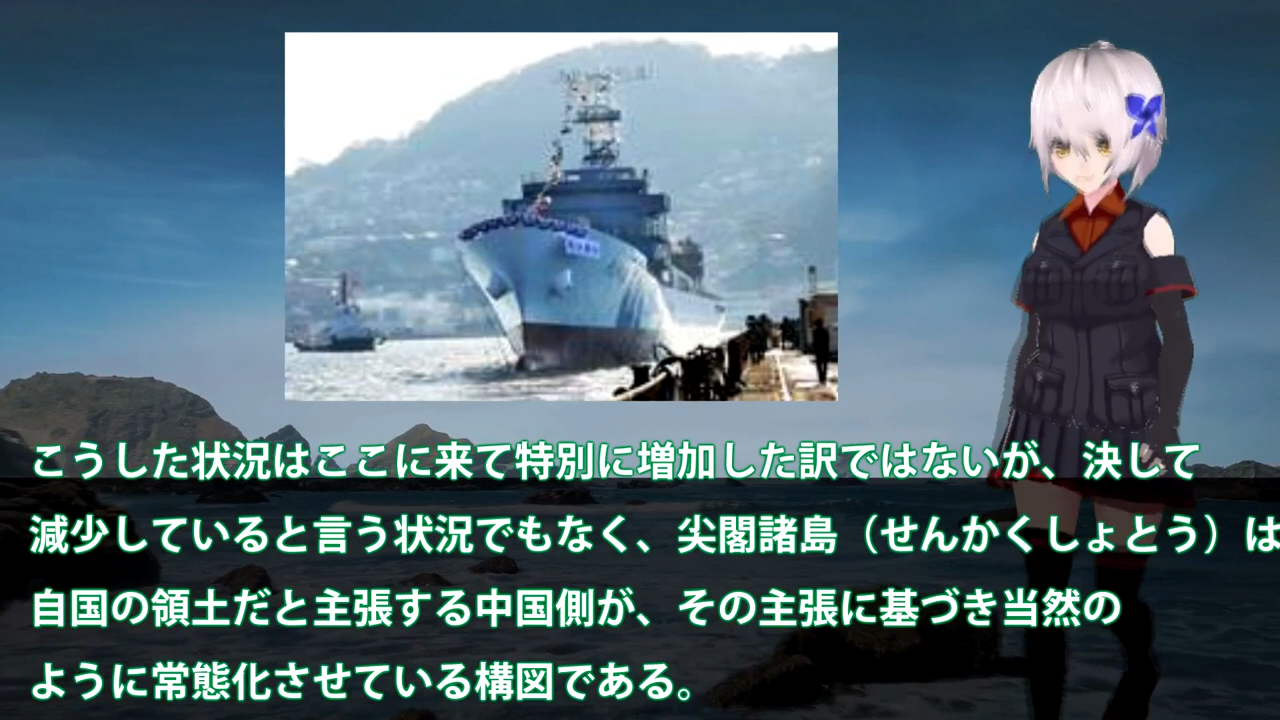 こうした状況はここに来て特別に増加した訳ではないが、決して
減少していると言う状況でもなく、尖閣諸島（せんかくしょとう）は
自国の領土だと主張する中国側が、その主張に基づき当然の
ように常態化させている構図である。